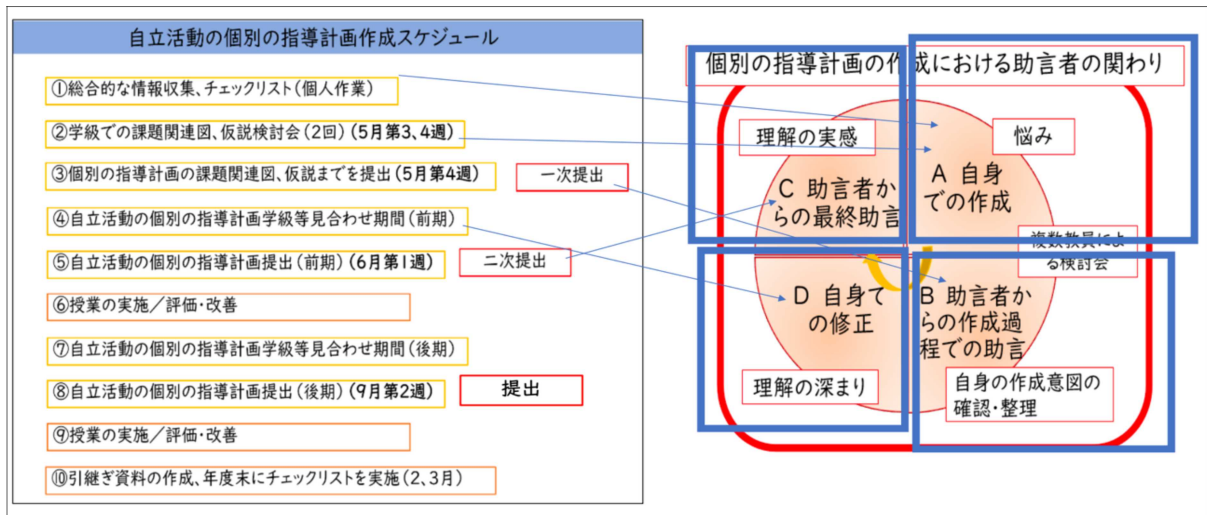 自立活動の個別の指導計画作成スケジュール
①総合的な情報収集、チェックリスト(個人作業)
②学級での課題関連図、仮説検討会(2回)(5月第3、4週)
③個別の指導計画の課題関連図、仮説までを提出(5月第4週)
一次提出
④自立活動の個別の指導計画学級等見合わせ期間(前期)
⑤自立活動の個別の指導計画提出(前期)(6月第1週)
二次提出
⑥授業の実施/評価・改善
⑦自立活動の個別の指導計画学級等見合わせ期間(後期)
⑧自立活動の個別の指導計画提出(後期)(9月第2週)
提出
⑨授業の実施/評価・改善
⑩引継ぎ資料の作成、年度末にチェックリストを実施(2、3月)
個別の指導計画の作成における助言者の関わり
理解の実感
悩み
C 助言者か
らの最終助言
A 自身
での作成
複数教員によ
る検討会
D 自身で
の修正
B 助言者か
らの作成過
程での助言
理解の深まり
自身の作成意図の
確認・整理